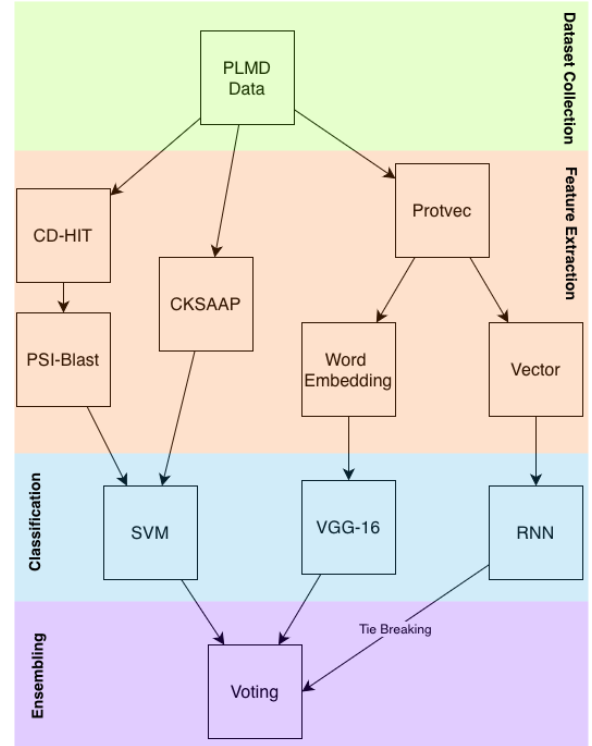 Dataset Collection
PLMD
Data
Feature Extraction
CD-HIT
CKSAAP
Protvec
PSI-Blast
Word
Embedding
Vector
Classification
SVM
VGG-16
RNN
Ensembling
Tie Breaking
Voting